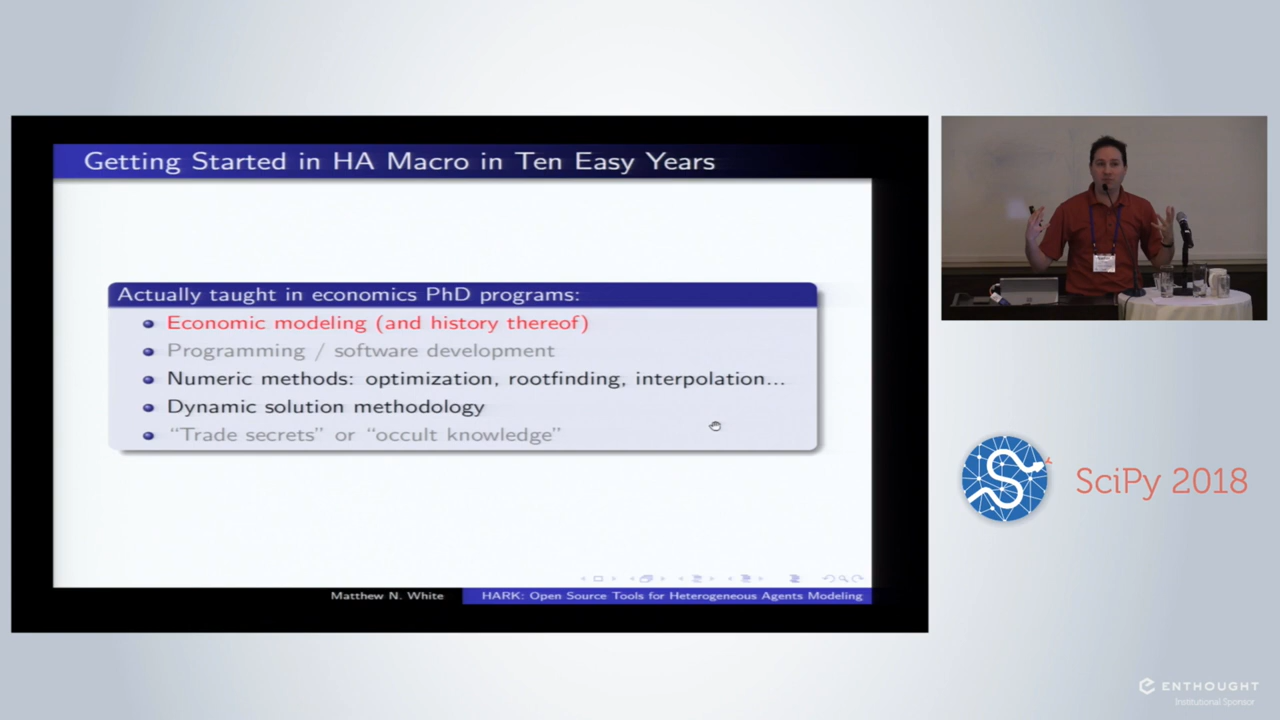 Getting Started in HA Macro in Ten Easy Years
Actually taught in economics PhD programs:
Economic modeling (and history thereof)
Programming / software development
Numeric methods: optimization, rootfinding, interpolation...
Dynamic solution methodology
“Trade secrets” or “occult knowledge”
Matthew N. White
HARK: Open Source Tools for Heterogeneous Agents Modeling
SciPy 2018
ENTHOUGHT
Institutional Sponsor